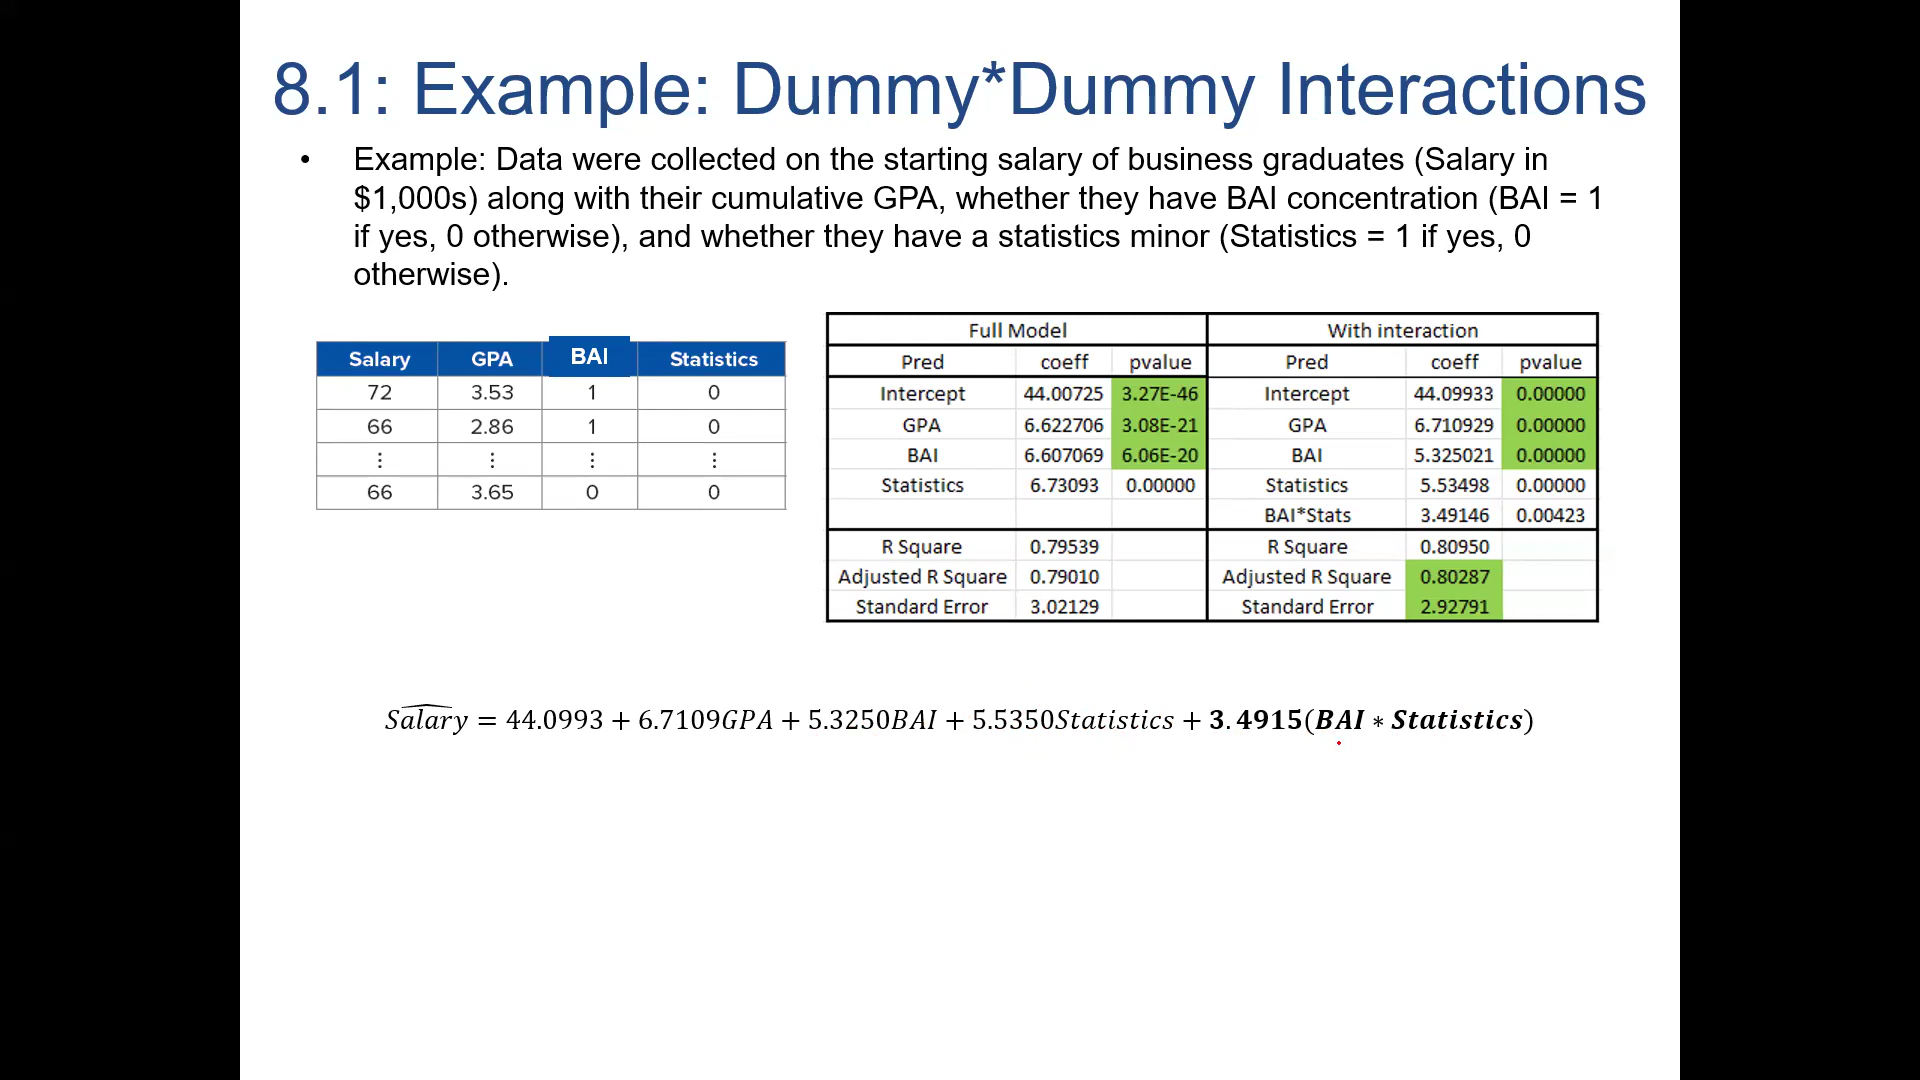 8.1: Example: Dummy*Dummy Interactions
• Example: Data were collected on the starting salary of business graduates (Salary in
$1,000s) along with their cumulative GPA, whether they have BAI concentration (BAI = 1
if yes, 0 otherwise), and whether they have a statistics minor (Statistics = 1 if yes, 0
otherwise).
Salary GPA BAI Statistics
72 3.53 1 0
66 2.86 1 0
⋮ ⋮ ⋮ ⋮
66 3.65 0 0
Full Model With interaction
Pred coeff pvalue Pred coeff pvalue
Intercept 44.00725 3.27E-46 Intercept 44.09933 0.00000
GPA 6.622706 3.08E-21 GPA 6.710929 0.00000
BAI 6.607069 6.06E-20 BAI 5.325021 0.00000
Statistics 6.73093 0.00000 Statistics 5.53498 0.00000
BAI*Stats 3.49146 0.00423
R Square 0.79539 R Square 0.80950
Adjusted R Square 0.79010 Adjusted R Square 0.80287
Standard Error 3.02129 Standard Error 2.92791
Salary = 44.0993 + 6.7109GPA + 5.3250BAI + 5.5350Statistics + 3.4915(BAI * Statistics)